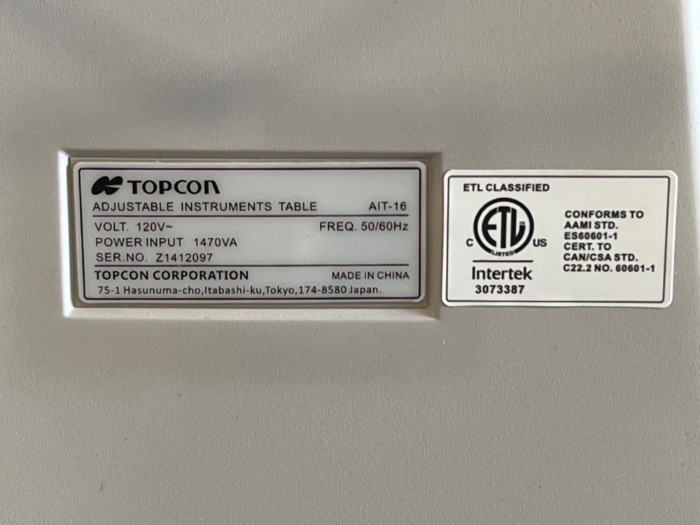 TOPCON
ADJUSTABLE INSTRUMENTS TABLE AIT-16
VOLT. 120V~ FREQ. 50/60Hz
POWER INPUT 1470VA
SER.NO. Z1412097
TOPCON CORPORATION MADE IN CHINA
75-1 Hasunuma-cho,Itabashi-ku,Tokyo,174-8580 Japan.
ETL CLASSIFIED
C ETL US
LISTED
Intertek
3073387
CONFORMS TO
AAMI STD.
ES60601-1
CERT. TO
CAN/CSA STD.
C22.2 NO. 60601-1